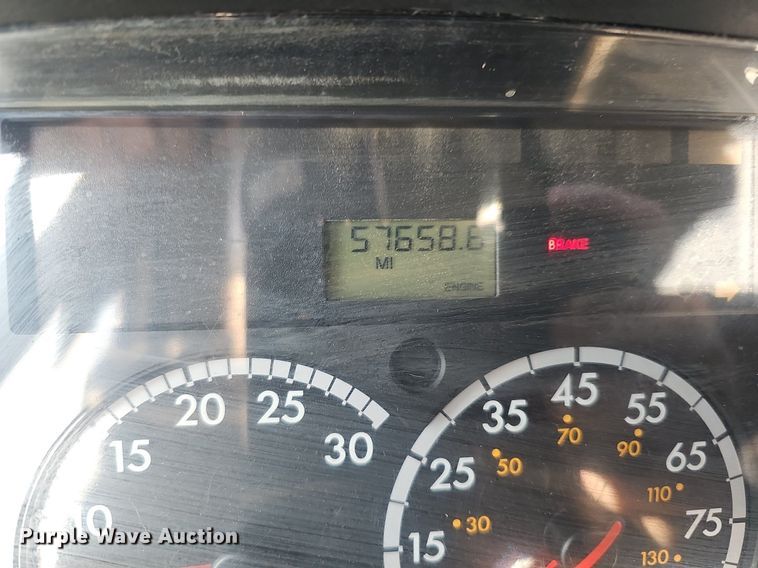 57658.6
MI
BRAKE
ENGINE
10 15 20 25 30
15 25 35 45 55 65 75
30 50 70 90 110 130
Purple Wave Auction